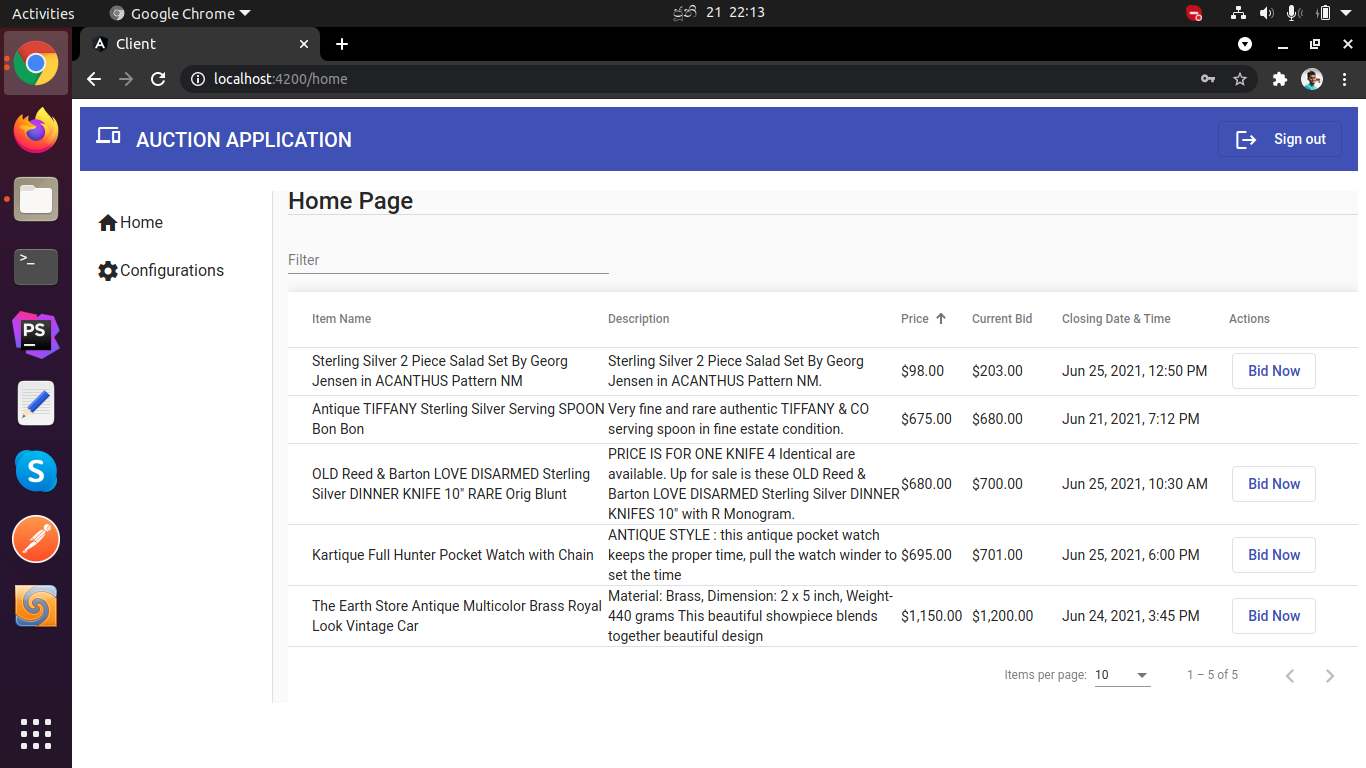 Activities
Google Chrome
ජූනි 21 22:13
Client
localhost:4200/home
AUCTION APPLICATION
Sign out
Home
Configurations
Home Page
Filter
Item Name Description Price Current Bid Closing Date & Time Actions
Sterling Silver 2 Piece Salad Set By Georg
Jensen in ACANTHUS Pattern NM
Sterling Silver 2 Piece Salad Set By Georg
Jensen in ACANTHUS Pattern NM.
$98.00 $203.00 Jun 25, 2021, 12:50 PM Bid Now
Antique TIFFANY Sterling Silver Serving SPOON
Bon Bon
Very fine and rare authentic TIFFANY & CO
serving spoon in fine estate condition.
$675.00 $680.00 Jun 21, 2021, 7:12 PM
OLD Reed & Barton LOVE DISARMED Sterling
Silver DINNER KNIFE 10" RARE Orig Blunt
PRICE IS FOR ONE KNIFE 4 Identical are
available. Up for sale is these OLD Reed &
Barton LOVE DISARMED Sterling Silver DINNER
KNIFES 10" with R Monogram.
$680.00 $700.00 Jun 25, 2021, 10:30 AM Bid Now
Kartique Full Hunter Pocket Watch with Chain
ANTIQUE STYLE : this antique pocket watch
keeps the proper time, pull the watch winder to
set the time
$695.00 $701.00 Jun 25, 2021, 6:00 PM Bid Now
The Earth Store Antique Multicolor Brass Royal
Look Vintage Car
Material: Brass, Dimension: 2 x 5 inch, Weight-
440 grams This beautiful showpiece blends
together beautiful design
$1,150.00 $1,200.00 Jun 24, 2021, 3:45 PM Bid Now
Items per page: 10 1 – 5 of 5
>_
PS
S